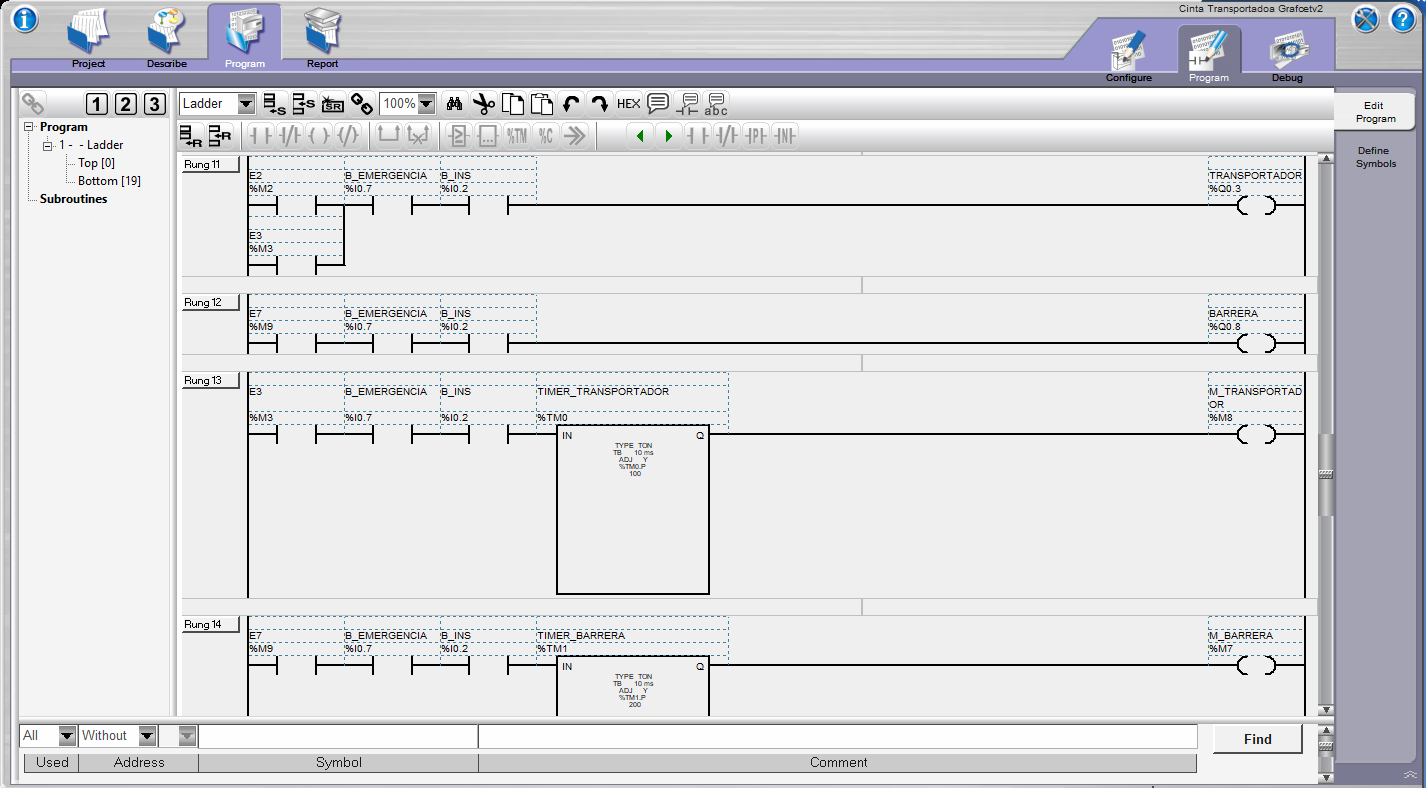 Cinta Transportadoa Grafcetv2
Project
Describe
Program
Report
Configure
Program
Debug
1 2 3
Ladder
100%
HEX
abc
%TM
%C
Edit
Program
Define
Symbols
Program
1 - - Ladder
Top [0]
Bottom [19]
Subroutines
Rung 11
E2 B_EMERGENCIA B_INS TRANSPORTADOR
%M2 %I0.7 %I0.2 %Q0.3
E3
%M3
Rung 12
E7 B_EMERGENCIA B_INS BARRERA
%M9 %I0.7 %I0.2 %Q0.8
Rung 13
E3 B_EMERGENCIA B_INS TIMER_TRANSPORTADOR M_TRANSPORTAD
OR
%M3 %I0.7 %I0.2 %TM0 %M8
IN Q
TYPE TON
TB 10 ms
ADJ Y
%TM0.P
100
Rung 14
E7 B_EMERGENCIA B_INS TIMER_BARRERA M_BARRERA
%M9 %I0.7 %I0.2 %TM1 %M7
IN Q
TYPE TON
TB 10 ms
ADJ Y
%TM1.P
200
All Without Find
Used Address Symbol Comment